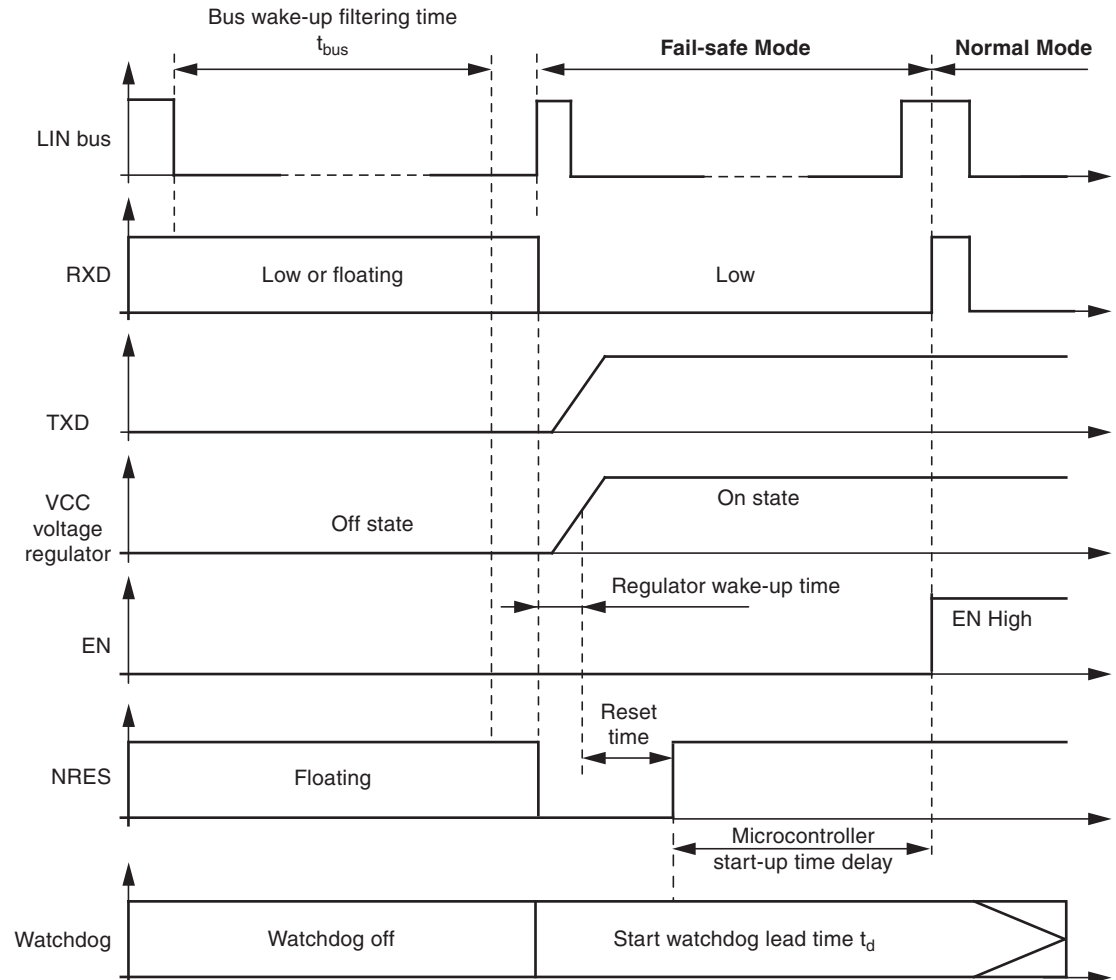 Bus wake-up filtering time
tbus
Fail-safe Mode
Normal Mode
LIN bus
RXD
Low or floating
Low
TXD
VCC
voltage
regulator
Off state
On state
Regulator wake-up time
EN
EN High
Reset
time
NRES
Floating
Microcontroller
start-up time delay
Watchdog
Watchdog off
Start watchdog lead time td